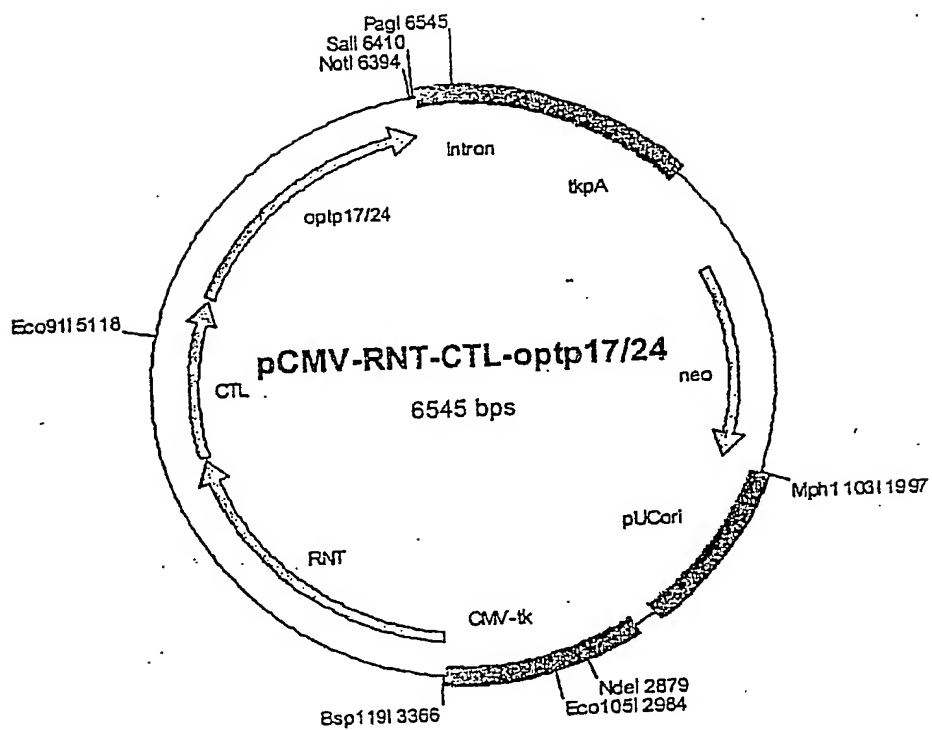 PagI 6545
SalI 6410
NotI 6394
Intron
tkpA
optp17/24
Eco91I 5118
pCMV-RNT-CTL-optp17/24
6545 bps
CTL
neo
Mph1103I 1997
pUCori
RNT
CMV-tk
NdeI 2879
Eco105I 2984
Bsp119I 3366